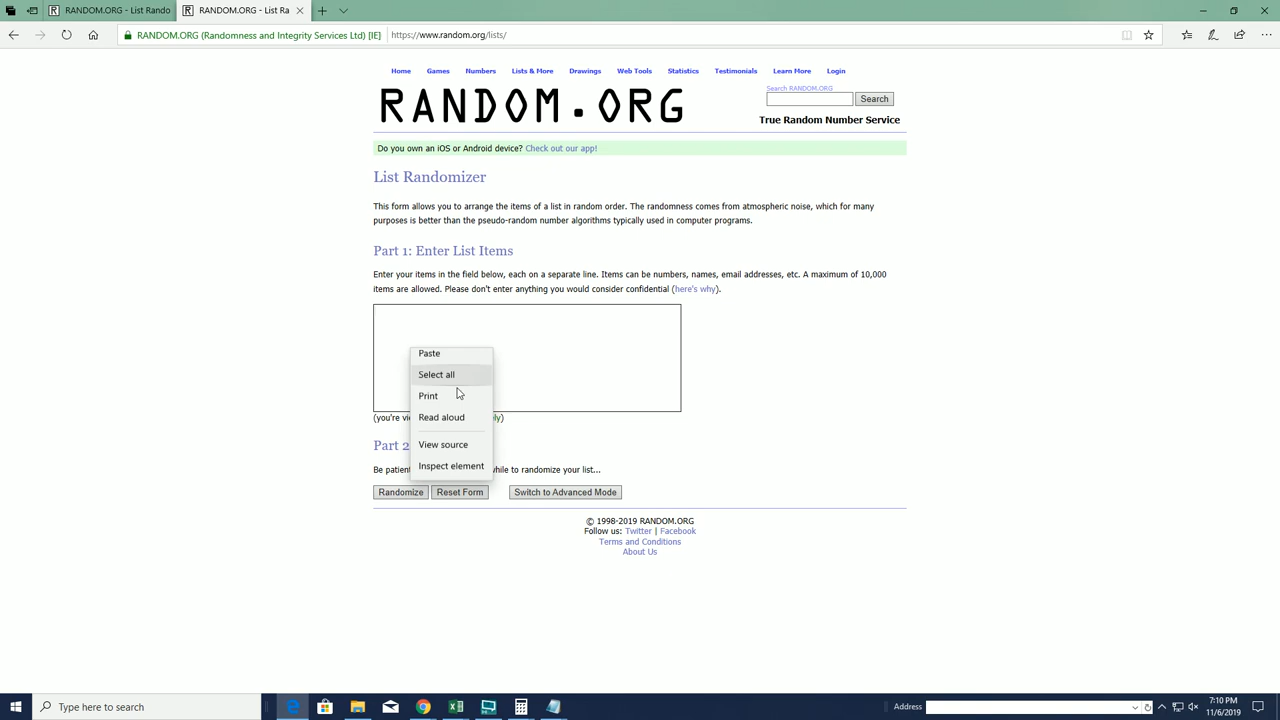 RANDOM.ORG - List Rando
RANDOM.ORG - List Ra
RANDOM.ORG (Randomness and Integrity Services Ltd) [IE]
https://www.random.org/lists/
Home Games Numbers Lists & More Drawings Web Tools Statistics Testimonials Learn More Login
RANDOM.ORG
Search RANDOM.ORG
Search
True Random Number Service
Do you own an iOS or Android device? Check out our app!
List Randomizer
This form allows you to arrange the items of a list in random order. The randomness comes from atmospheric noise, which for many
purposes is better than the pseudo-random number algorithms typically used in computer programs.
Part 1: Enter List Items
Enter your items in the field below, each on a separate line. Items can be numbers, names, email addresses, etc. A maximum of 10,000
items are allowed. Please don't enter anything you would consider confidential (here's why).
Paste
Select all
Print
Read aloud
View source
Inspect element
(you're
Part 2
Be patient
while to randomize your list...
Randomize Reset Form Switch to Advanced Mode
© 1998-2019 RANDOM.ORG
Follow us: Twitter | Facebook
Terms and Conditions
About Us
Type here to search
Address
7:10 PM
11/6/2019